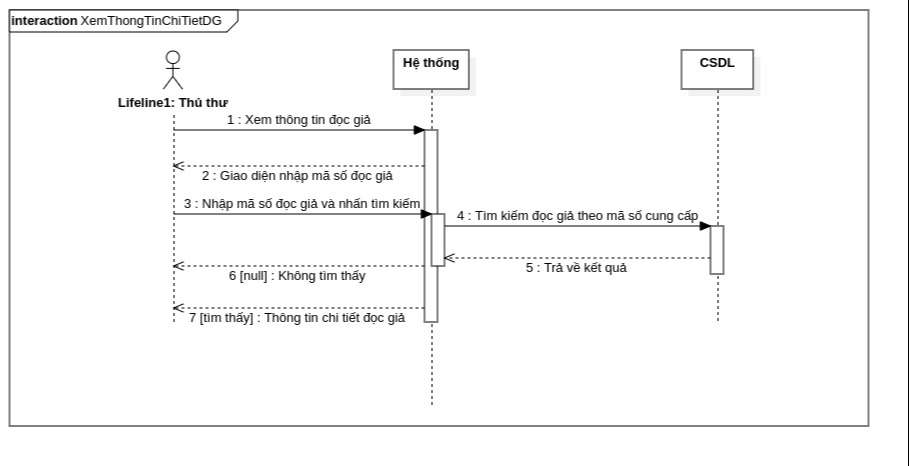 interaction XemThongTinChiTietDG
Hệ thống
CSDL
Lifeline1: Thủ thư
1 : Xem thông tin đọc giả
2 : Giao diện nhập mã số đọc giả
3 : Nhập mã số đọc giả và nhấn tìm kiếm
4 : Tìm kiếm đọc giả theo mã số cung cấp
5 : Trả về kết quả
6 [null] : Không tìm thấy
7 [tìm thấy] : Thông tin chi tiết đọc giả